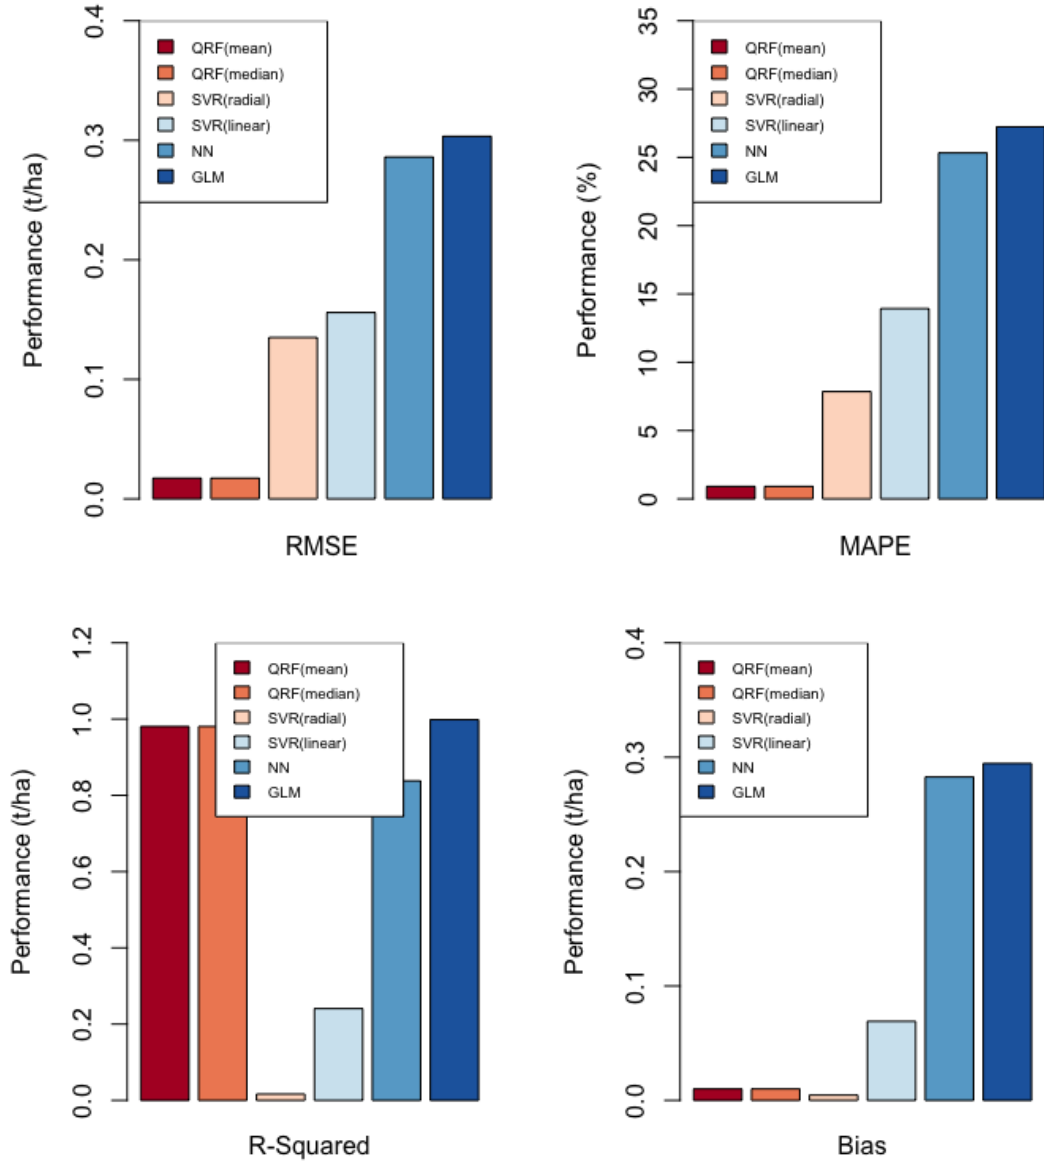 Performance (t/ha)
0.4
0.3
0.2
0.1
0.0
QRF(mean)
QRF(median)
SVR(radial)
SVR(linear)
NN
GLM
RMSE
Performance (%)
35
30
25
20
15
10
5
0
QRF(mean)
QRF(median)
SVR(radial)
SVR(linear)
NN
GLM
MAPE
Performance (t/ha)
1.2
1.0
0.8
0.6
0.4
0.2
0.0
QRF(mean)
QRF(median)
SVR(radial)
SVR(linear)
NN
GLM
R-Squared
Performance (t/ha)
0.4
0.3
0.2
0.1
0.0
QRF(mean)
QRF(median)
SVR(radial)
SVR(linear)
NN
GLM
Bias